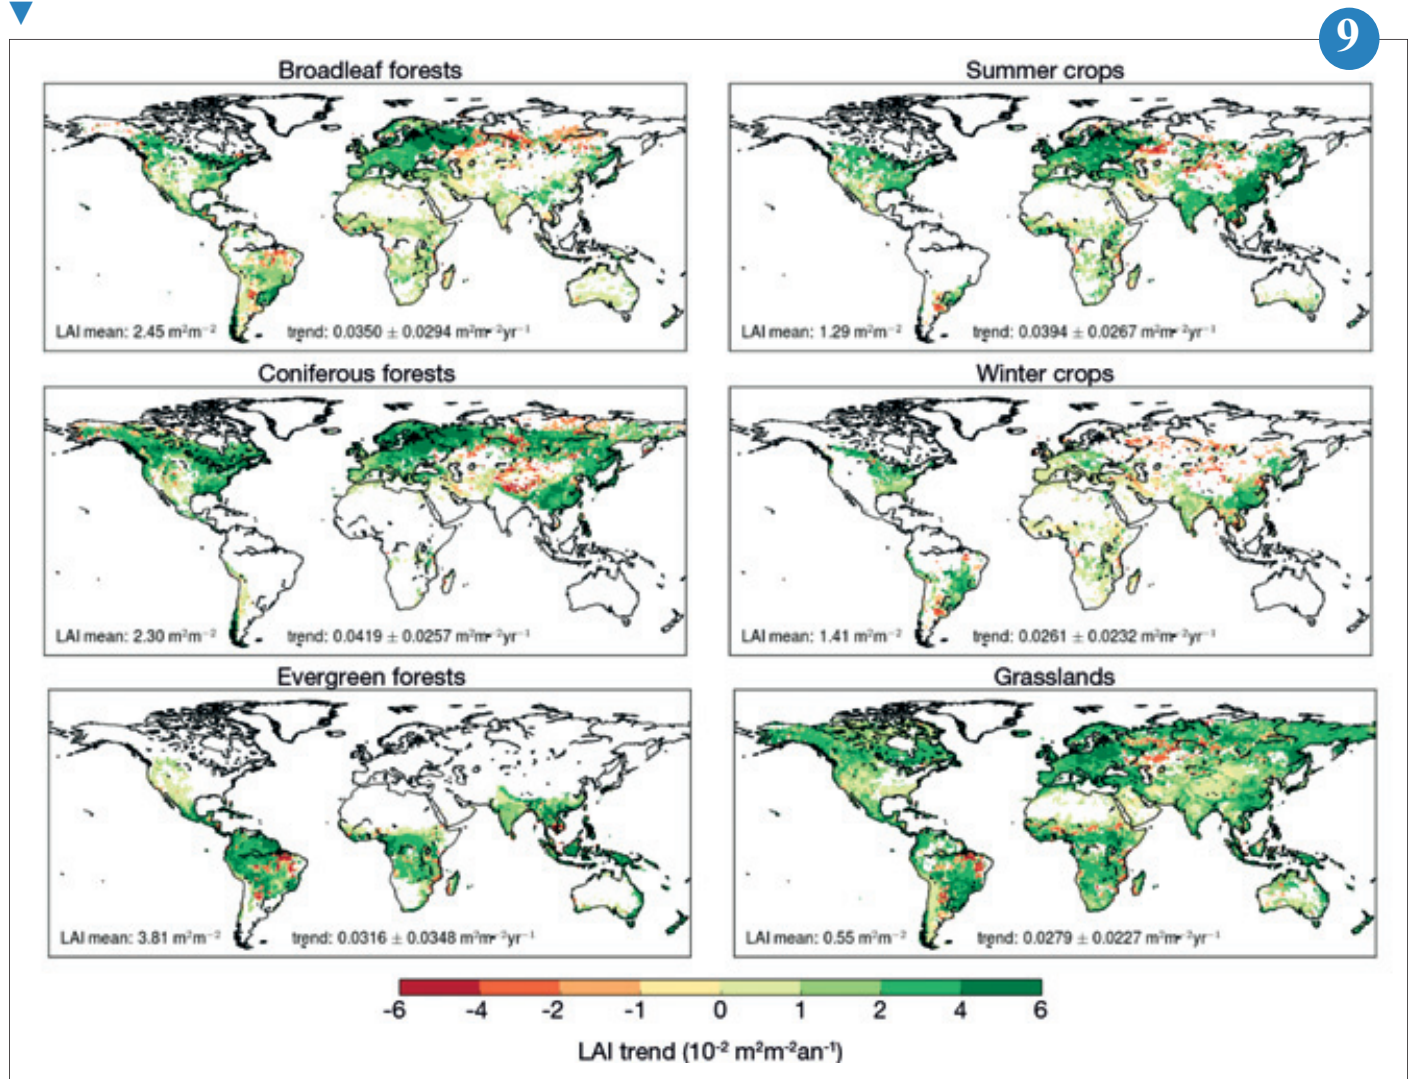 9
Broadleaf forests
LAI mean: 2.45 m²m⁻²
trend: 0.0350 ± 0.0294 m²m⁻²yr⁻¹
Summer crops
LAI mean: 1.29 m²m⁻²
trend: 0.0394 ± 0.0267 m²m⁻²yr⁻¹
Coniferous forests
LAI mean: 2.30 m²m⁻²
trend: 0.0419 ± 0.0257 m²m⁻²yr⁻¹
Winter crops
LAI mean: 1.41 m²m⁻²
trend: 0.0261 ± 0.0232 m²m⁻²yr⁻¹
Evergreen forests
LAI mean: 3.81 m²m⁻²
trend: 0.0316 ± 0.0348 m²m⁻²yr⁻¹
Grasslands
LAI mean: 0.55 m²m⁻²
trend: 0.0279 ± 0.0227 m²m⁻²yr⁻¹
-6 -4 -2 -1 0 1 2 4 6
LAI trend (10⁻² m²m⁻²an⁻¹)